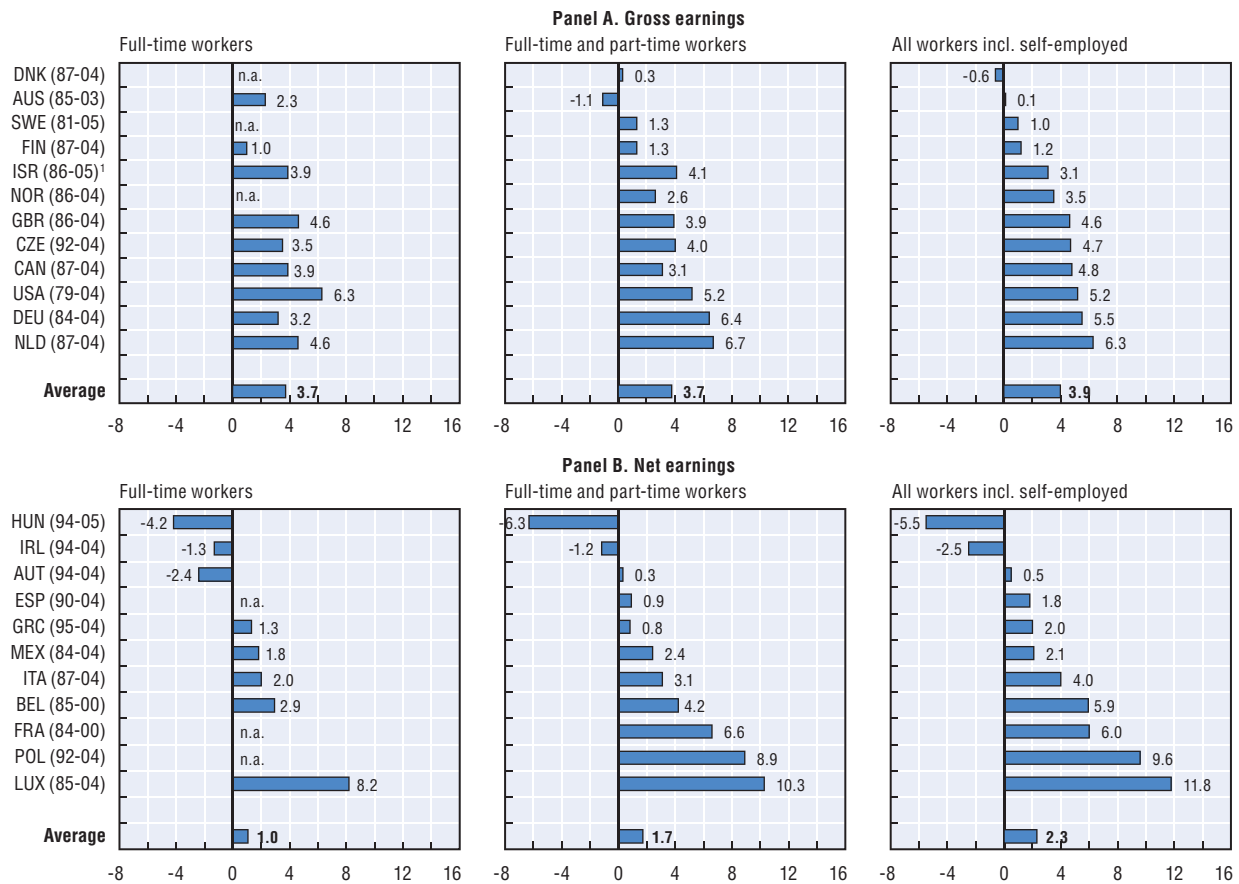 Panel A. Gross earnings
Full-time workers Full-time and part-time workers All workers incl. self-employed
DNK (87-04) n.a. 0.3 -0.6
AUS (85-03) 2.3 -1.1 0.1
SWE (81-05) n.a. 1.3 1.0
FIN (87-04) 1.0 1.3 1.2
ISR (86-05)¹ 3.9 4.1 3.1
NOR (86-04) n.a. 2.6 3.5
GBR (86-04) 4.6 3.9 4.6
CZE (92-04) 3.5 4.0 4.7
CAN (87-04) 3.9 3.1 4.8
USA (79-04) 6.3 5.2 5.2
DEU (84-04) 3.2 6.4 5.5
NLD (87-04) 4.6 6.7 6.3
Average 3.7 3.7 3.9
-8 -4 0 4 8 12 16 -8 -4 0 4 8 12 16 -8 -4 0 4 8 12 16
Panel B. Net earnings
Full-time workers Full-time and part-time workers All workers incl. self-employed
HUN (94-05) -4.2 -6.3 -5.5
IRL (94-04) -1.3 -1.2 -2.5
AUT (94-04) -2.4 0.3 0.5
ESP (90-04) n.a. 0.9 1.8
GRC (95-04) 1.3 0.8 2.0
MEX (84-04) 1.8 2.4 2.1
ITA (87-04) 2.0 3.1 4.0
BEL (85-00) 2.9 4.2 5.9
FRA (84-00) n.a. 6.6 6.0
POL (92-04) n.a. 8.9 9.6
LUX (85-04) 8.2 10.3 11.8
Average 1.0 1.7 2.3
-8 -4 0 4 8 12 16 -8 -4 0 4 8 12 16 -8 -4 0 4 8 12 16